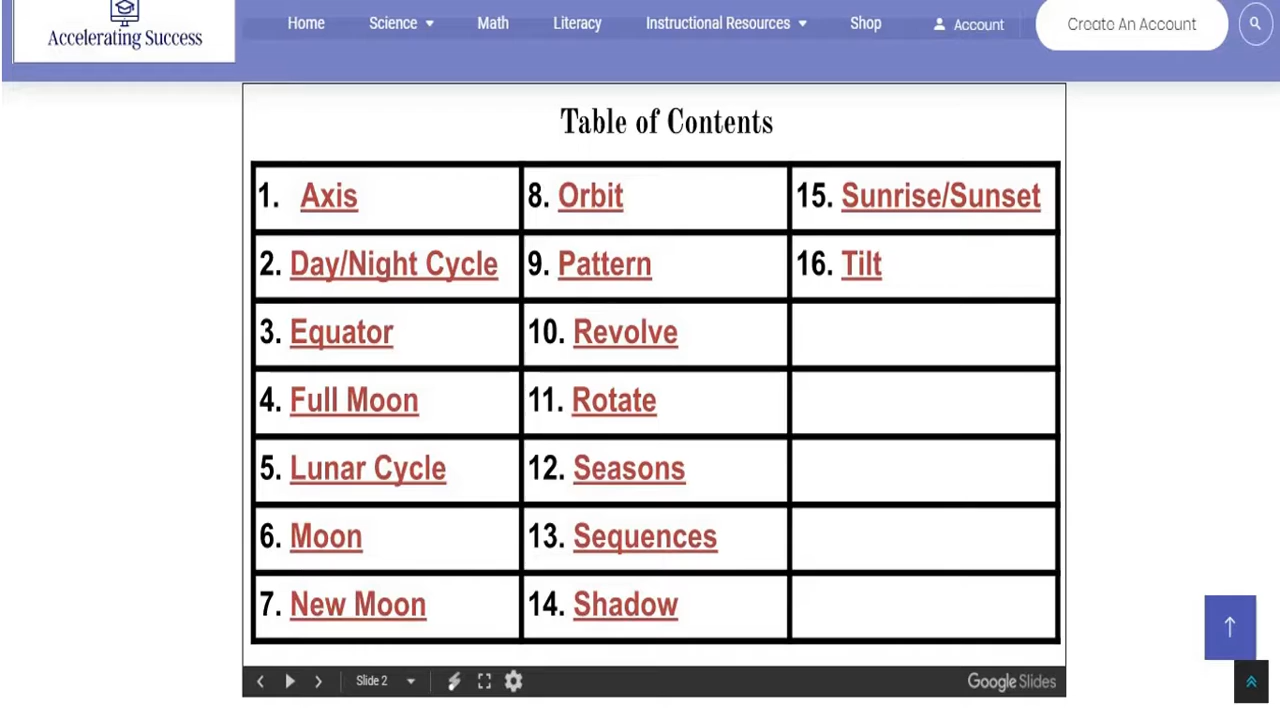 Accelerating Success
Home Science Math Literacy Instructional Resources Shop Account Create An Account
Table of Contents
1. Axis 8. Orbit 15. Sunrise/Sunset
2. Day/Night Cycle 9. Pattern 16. Tilt
3. Equator 10. Revolve
4. Full Moon 11. Rotate
5. Lunar Cycle 12. Seasons
6. Moon 13. Sequences
7. New Moon 14. Shadow
Slide 2 Google Slides